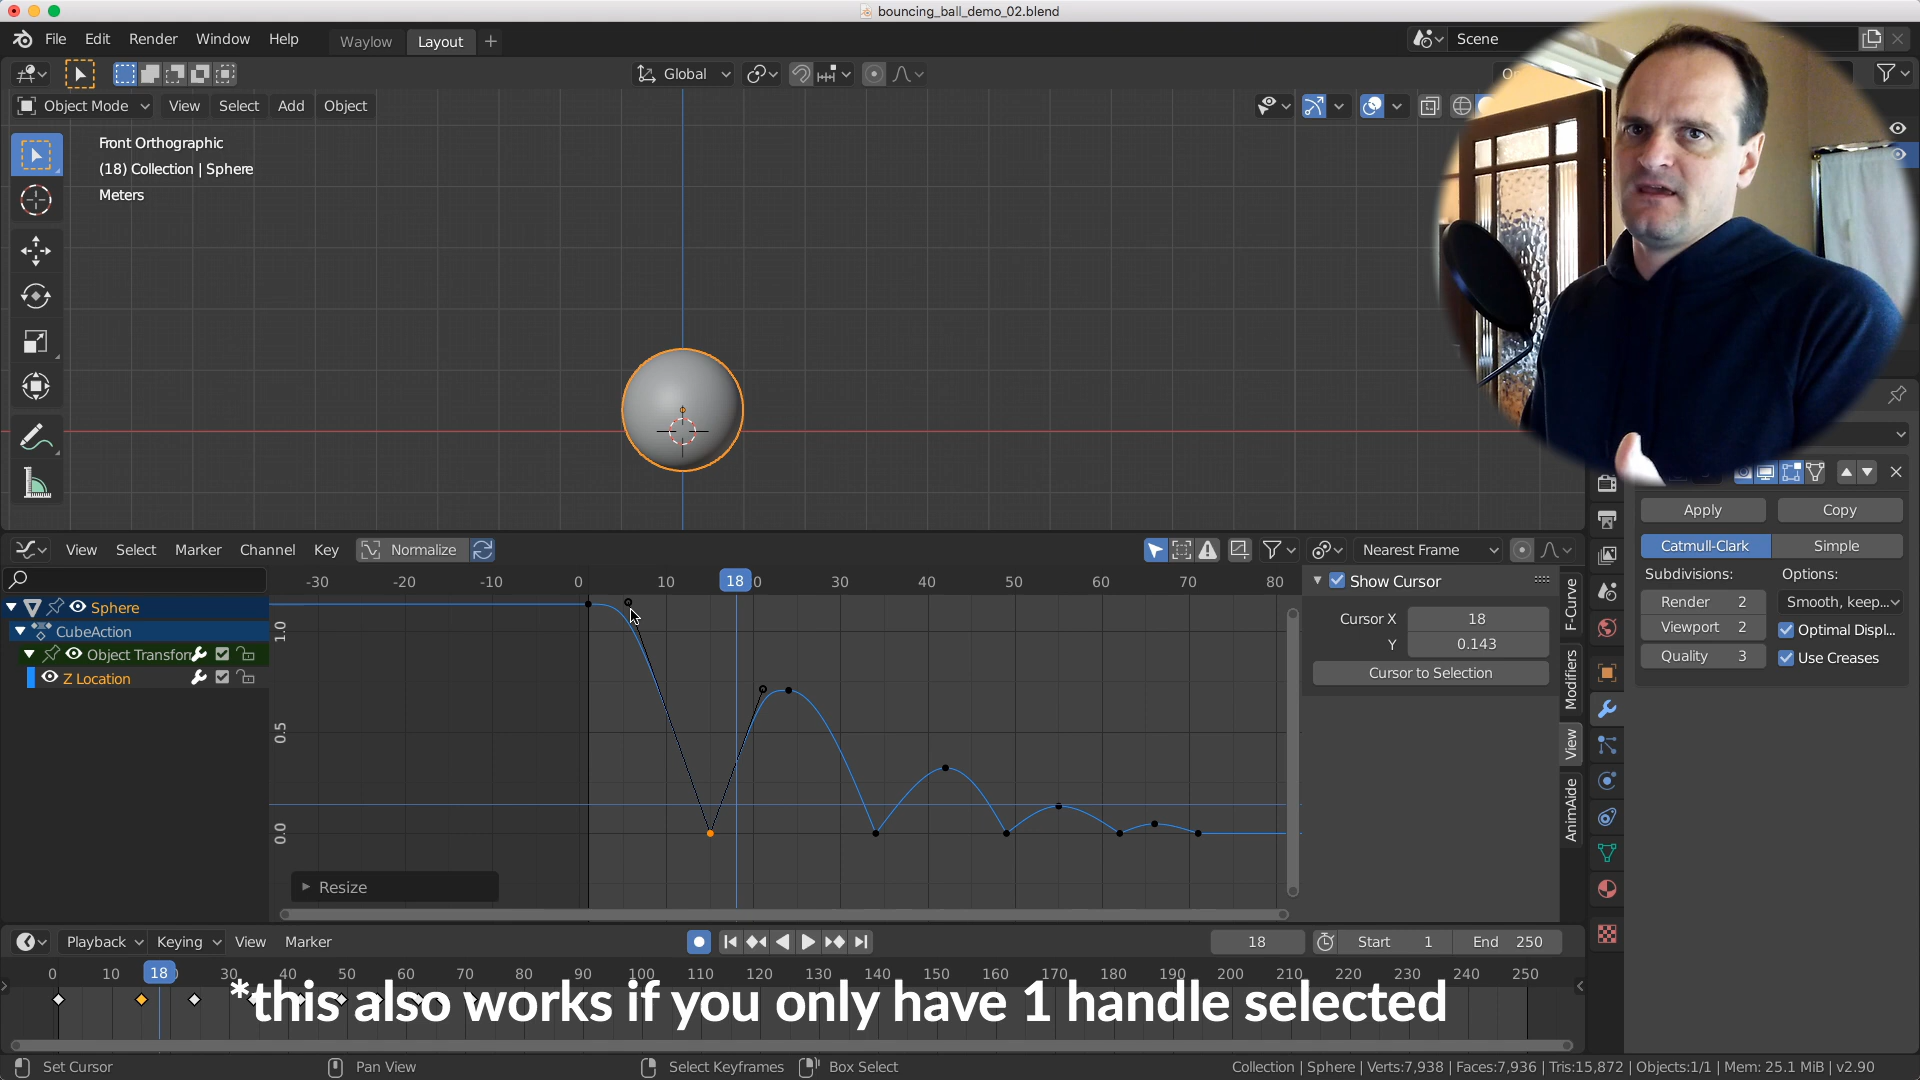 bouncing_ball_demo_02.blend
File Edit Render Window Help Waylow Layout + Scene
Global
Object Mode View Select Add Object
Front Orthographic
(18) Collection | Sphere
Meters
Apply Copy
Catmull-Clark Simple
Subdivisions: Options:
Render 2 Smooth, keep...
Viewport 2 Optimal Displ...
Quality 3 Use Creases
View Select Marker Channel Key Normalize Nearest Frame
-30 -20 -10 0 10 18 0 30 40 50 60 70 80
Show Cursor
Cursor X 18
Y 0.143
Cursor to Selection
F-Curve
Modifiers
View
AnimAide
Sphere
CubeAction
Object Transfor
Z Location
1.0
0.5
0.0
Resize
Playback Keying View Marker 18 Start 1 End 250
0 10 18 30 40 50 60 70 80 90 100 110 120 130 140 150 160 170 180 190 200 210 220 230 240 250
*this also works if you only have 1 handle selected
Set Cursor Pan View Select Keyframes Box Select Collection | Sphere | Verts:7,938 | Faces:7,936 | Tris:15,872 | Objects:1/1 | Mem: 25.1 MiB | v2.90